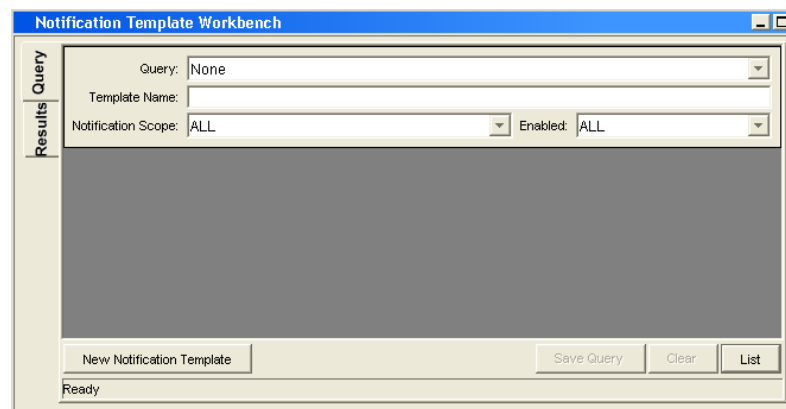 Notification Template Workbench
Query
Results
Query: None
Template Name:
Notification Scope: ALL Enabled: ALL
New Notification Template Save Query Clear List
Ready